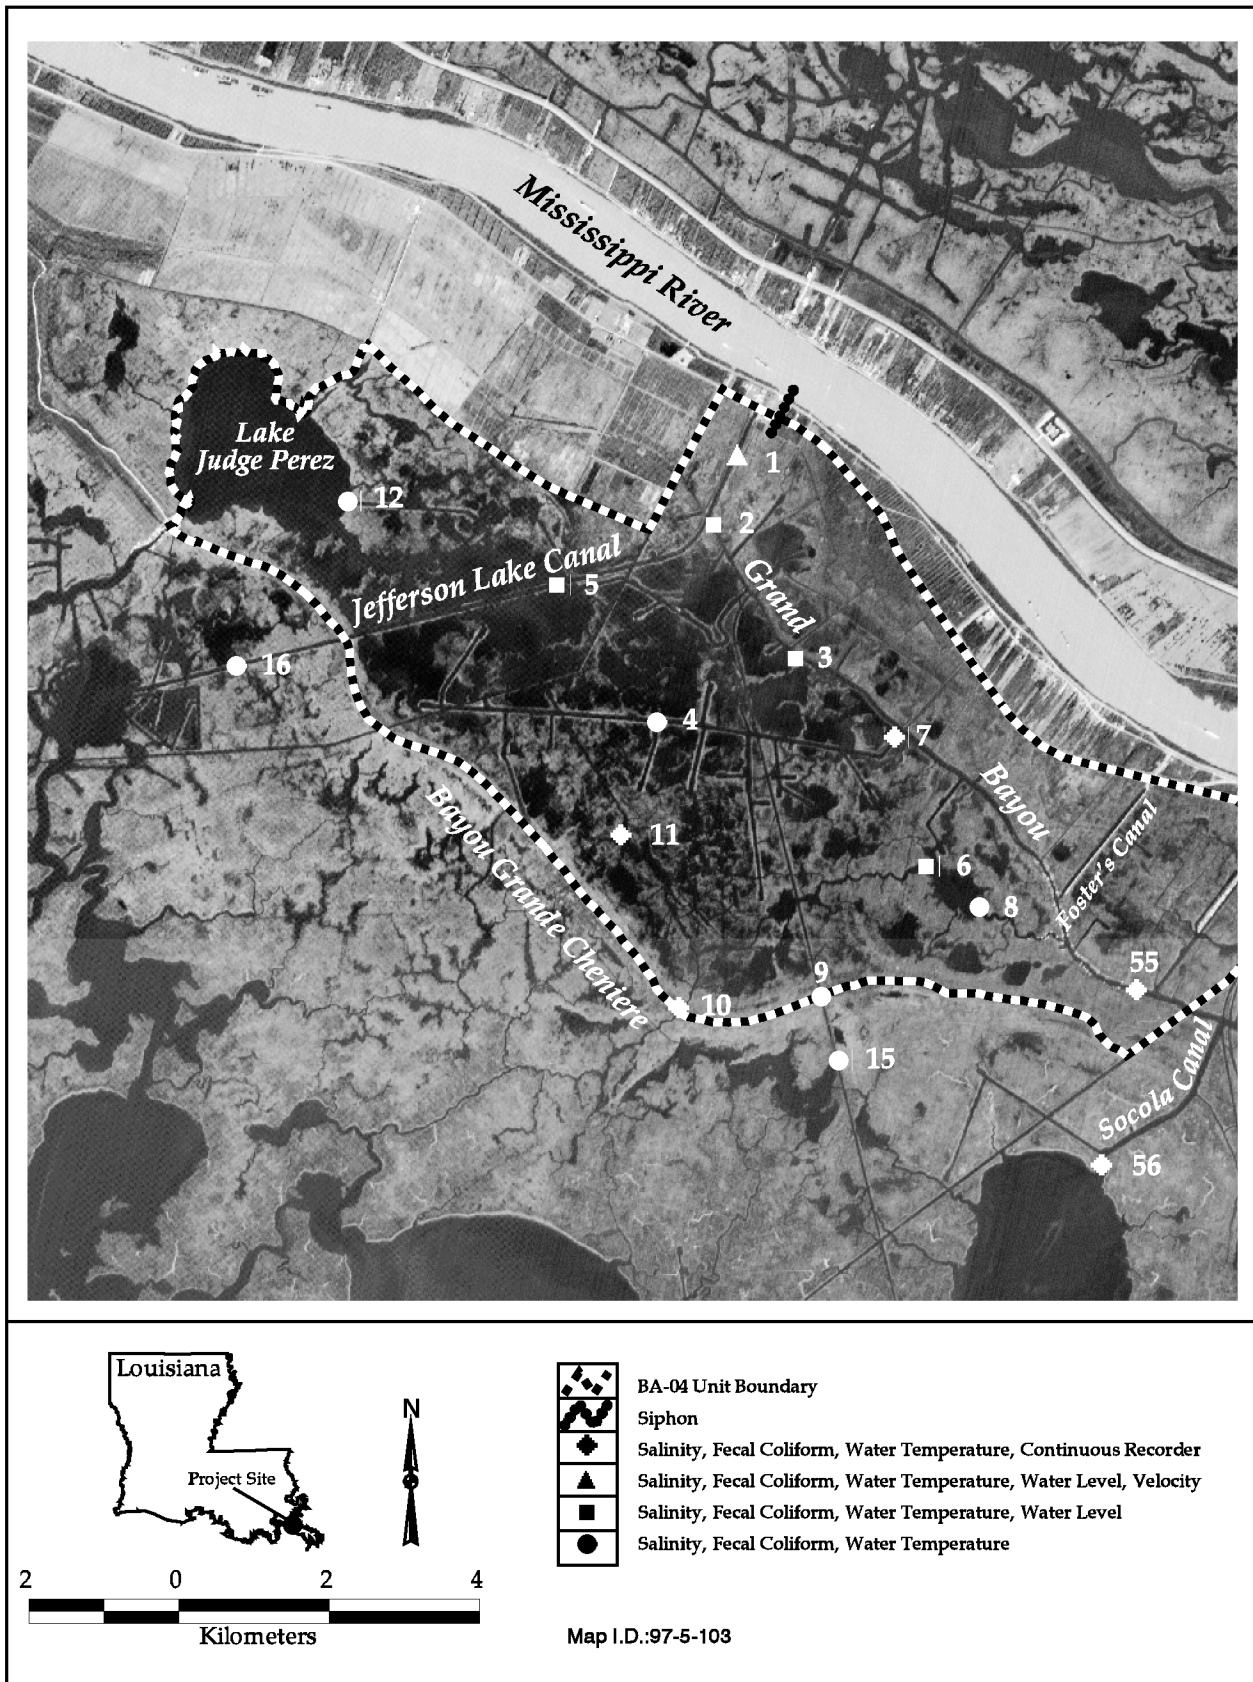 Mississippi River
Lake
Judge Perez
1
12
2
Jefferson Lake Canal
5
Grand
3
16
4
7
Bayou
Bayou Grande Cheniere
11
Foster's Canal
6
8
9
55
10
15
Socola Canal
56
Louisiana
Project Site
N
2 0 2 4
Kilometers
BA-04 Unit Boundary
Siphon
Salinity, Fecal Coliform, Water Temperature, Continuous Recorder
Salinity, Fecal Coliform, Water Temperature, Water Level, Velocity
Salinity, Fecal Coliform, Water Temperature, Water Level
Salinity, Fecal Coliform, Water Temperature
Map I.D.:97-5-103